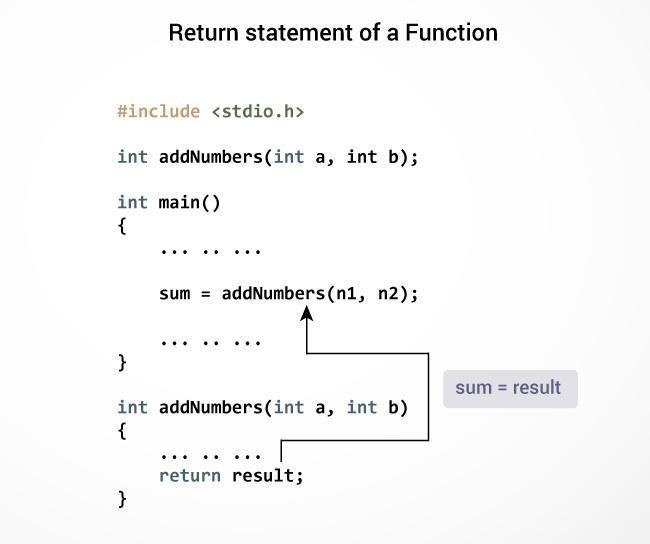 Return statement of a Function
#include <stdio.h>
int addNumbers(int a, int b);
int main()
{
... .. ...
sum = addNumbers(n1, n2);
... .. ...
}
sum = result
int addNumbers(int a, int b)
{
... .. ...
return result;
}